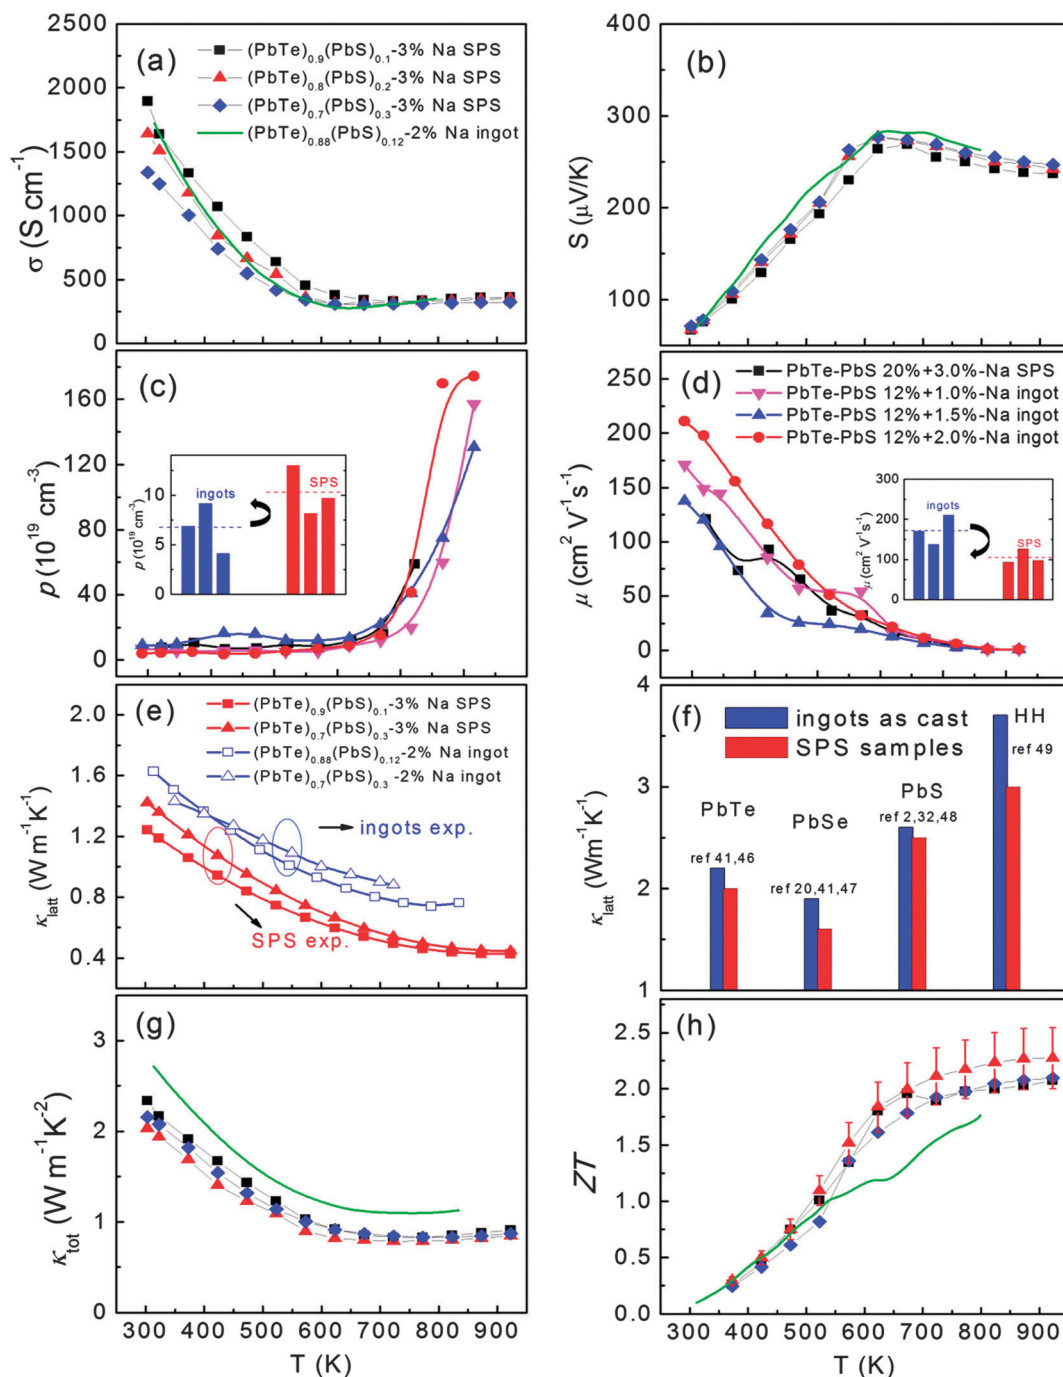 (a)
2500
2000
1500
1000
500
0
σ (S cm⁻¹)
(PbTe)₀.₉(PbS)₀.₁-3% Na SPS
(PbTe)₀.₈(PbS)₀.₂-3% Na SPS
(PbTe)₀.₇(PbS)₀.₃-3% Na SPS
(PbTe)₀.₈₈(PbS)₀.₁₂-2% Na ingot
(b)
400
300
200
100
S (μV/K)
(c)
160
120
80
40
0
p (10¹⁹ cm⁻³)
15
10
5
0
p (10¹⁹ cm⁻³)
ingots
SPS
(d)
250
225
200
175
150
125
100
75
50
25
0
μ (cm² V⁻¹s⁻¹)
PbTe-PbS 20%+3.0%-Na SPS
PbTe-PbS 12%+1.0%-Na ingot
PbTe-PbS 12%+1.5%-Na ingot
PbTe-PbS 12%+2.0%-Na ingot
300
200
100
0
μ (cm² V⁻¹s⁻¹)
ingots
SPS
(e)
2.0
1.6
1.2
0.8
0.4
κlatt (W m⁻¹K⁻¹)
(PbTe)₀.₉(PbS)₀.₁-3% Na SPS
(PbTe)₀.₇(PbS)₀.₃-3% Na SPS
(PbTe)₀.₈₈(PbS)₀.₁₂-2% Na ingot
(PbTe)₀.₇(PbS)₀.₃ -2% Na ingot
ingots exp.
SPS exp.
(f)
4
3
2
1
κlatt (Wm⁻¹K⁻¹)
ingots as cast
SPS samples
HH
ref 49
PbTe
ref 41,46
PbSe
ref 20,41,47
PbS
ref 2,32,48
(g)
3
2
1
0
κtot (W m⁻¹K⁻²)
300 400 500 600 700 800 900
T (K)
(h)
2.5
2.0
1.5
1.0
0.5
0.0
ZT
300 400 500 600 700 800 900
T (K)